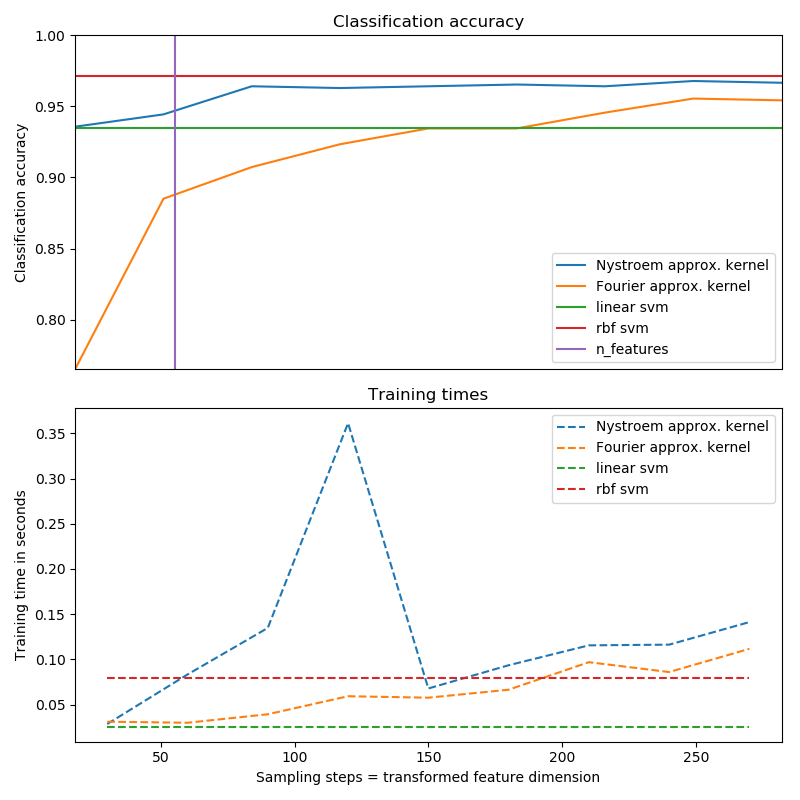 Classification accuracy
1.00
0.95
0.90
0.85
0.80
Classification accuracy
Nystroem approx. kernel
Fourier approx. kernel
linear svm
rbf svm
n_features
Training times
0.35
0.30
0.25
0.20
0.15
0.10
0.05
Training time in seconds
Nystroem approx. kernel
Fourier approx. kernel
linear svm
rbf svm
50 100 150 200 250
Sampling steps = transformed feature dimension